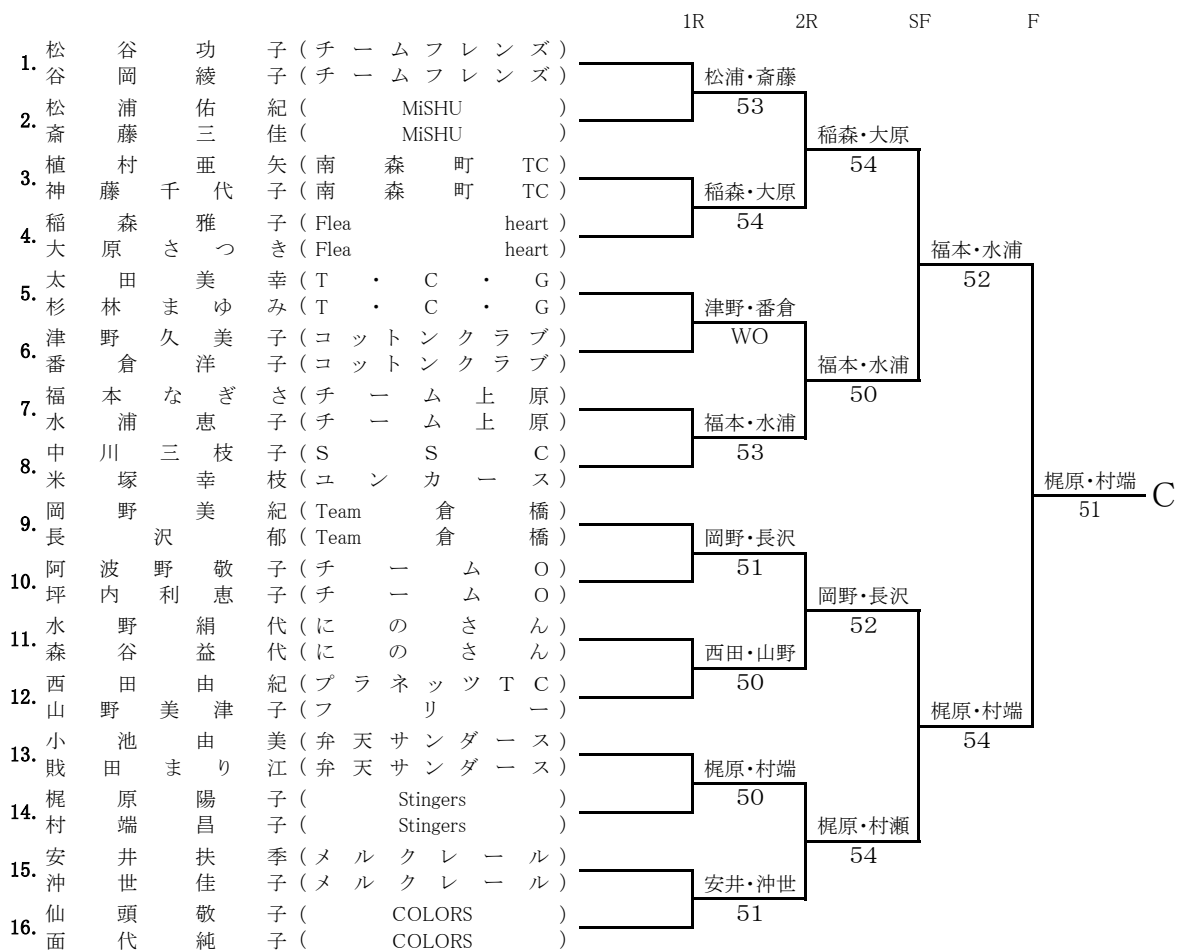 1R 2R SF F
1. 松谷功子(チームフレンズ)
谷岡綾子(チームフレンズ)
松浦・斎藤
53
2. 松浦佑紀(MiSHU)
斎藤三佳(MiSHU)
稲森・大原
54
3. 植村亜矢(南森町TC)
神藤千代子(南森町TC)
稲森・大原
54
4. 稲森雅子(Flea heart)
大原さつき(Flea heart)
福本・水浦
52
5. 太田美幸(T・C・G)
杉林まゆみ(T・C・G)
津野・番倉
WO
6. 津野久美子(コットンクラブ)
番倉洋子(コットンクラブ)
福本・水浦
50
7. 福本なぎさ(チーム上原)
水浦恵子(チーム上原)
福本・水浦
53
8. 中川三枝子(SSC)
米塚幸枝(ユンカース)
梶原・村端
51
C
9. 岡野美紀(Team倉橋)
長沢郁(Team倉橋)
岡野・長沢
51
10. 阿波野敬子(チームO)
坪内利恵子(チームO)
岡野・長沢
52
11. 水野絹代(にのさん)
森谷益代(にのさん)
西田・山野
50
12. 西田由紀(プラネッツTC)
山野美津子(フリー)
梶原・村端
54
13. 小池由美(弁天サンダース)
賎田まり江(弁天サンダース)
梶原・村端
50
14. 梶原陽子(Stingers)
村端昌子(Stingers)
梶原・村瀬
54
15. 安井扶季(メルクレール)
沖世佳子(メルクレール)
安井・沖世
51
16. 仙頭敬子(COLORS)
面代純子(COLORS)